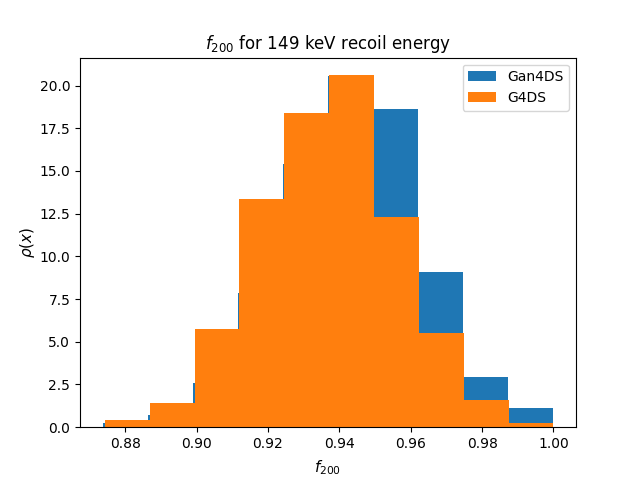 f₂₀₀ for 149 keV recoil energy
Gan4DS
G4DS
ρ(x)
20.0
17.5
15.0
12.5
10.0
7.5
5.0
2.5
0.0
0.88 0.90 0.92 0.94 0.96 0.98 1.00
f₂₀₀